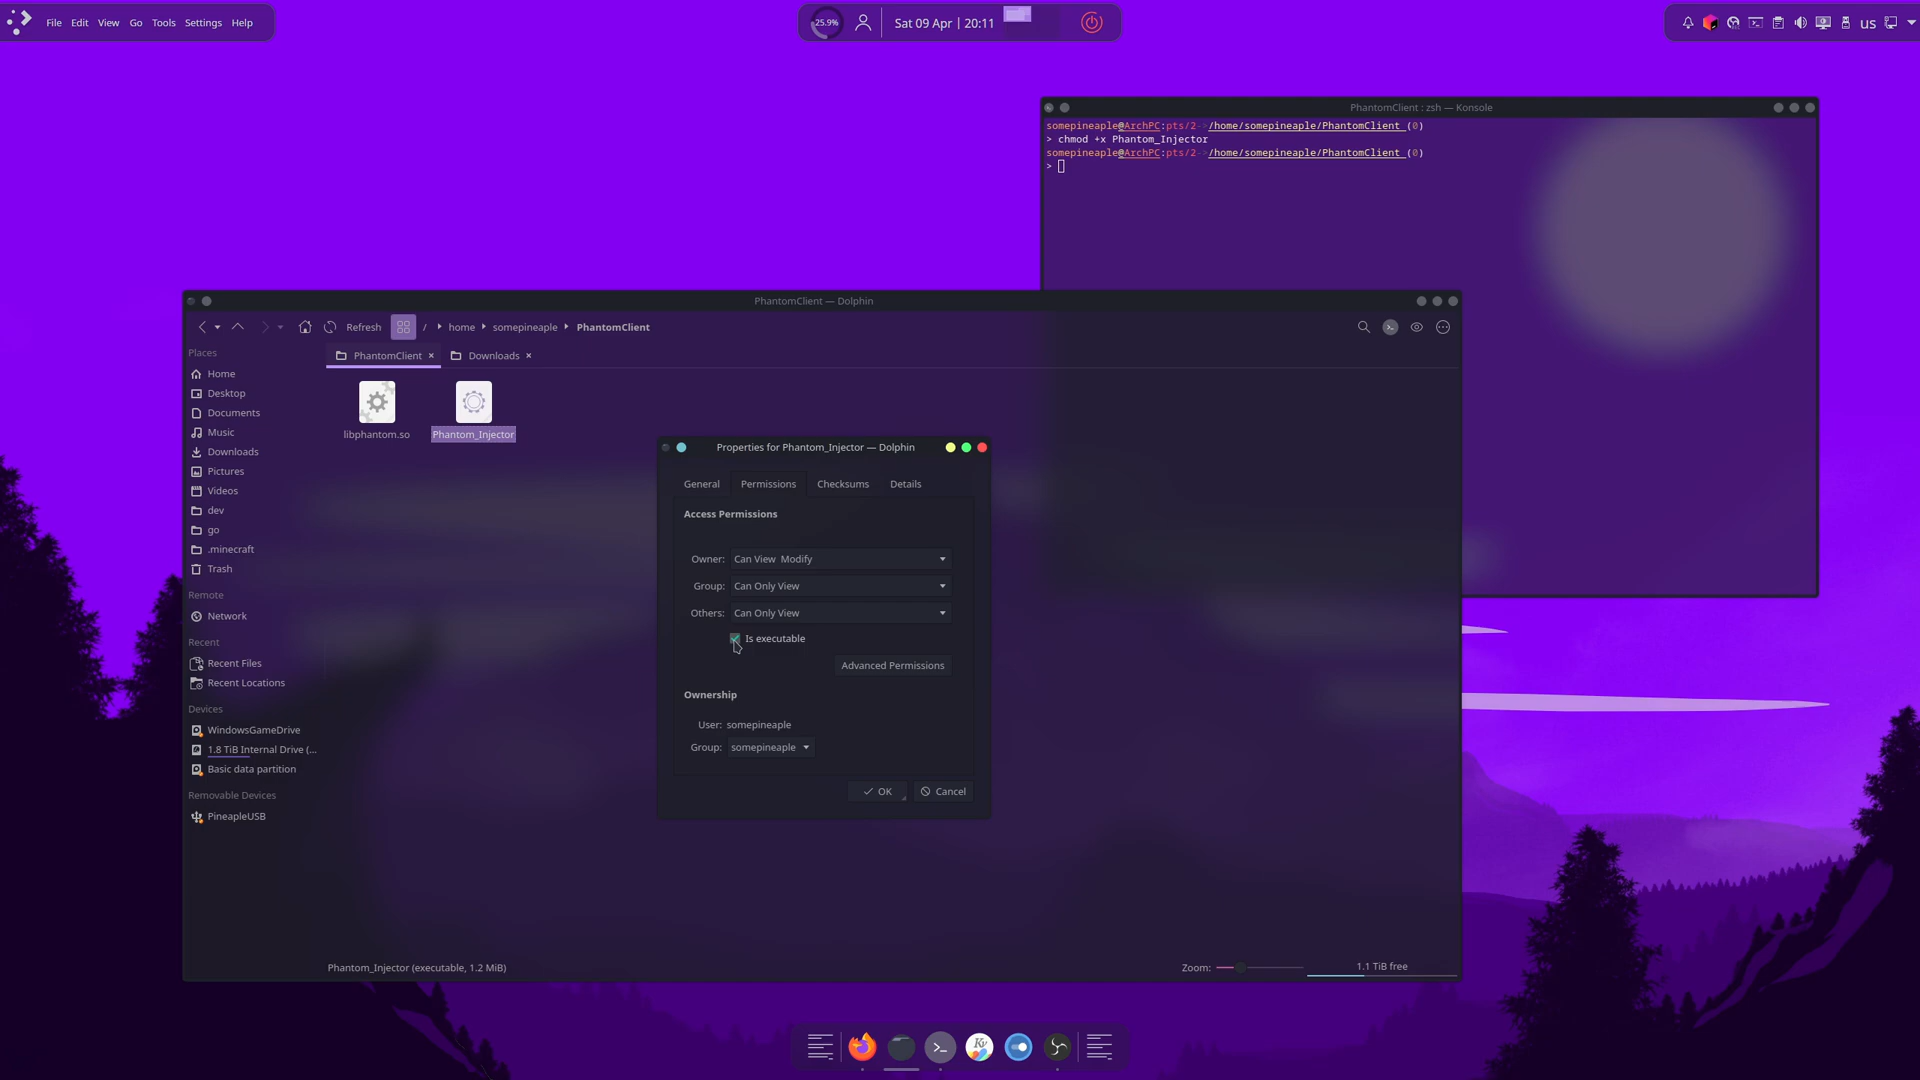 File Edit View Go Tools Settings Help
25.9%
Sat 09 Apr | 20:11
us
PhantomClient : zsh — Konsole
somepineaple@ArchPC:pts/2->/home/somepineaple/PhantomClient (0)
> chmod +x Phantom_Injector
somepineaple@ArchPC:pts/2->/home/somepineaple/PhantomClient (0)
>
PhantomClient — Dolphin
Refresh
/ home somepineaple PhantomClient
Places
Home
Desktop
Documents
Music
Downloads
Pictures
Videos
dev
go
.minecraft
Trash
Remote
Network
Recent
Recent Files
Recent Locations
Devices
WindowsGameDrive
1.8 TiB Internal Drive (...
Basic data partition
Removable Devices
PineapleUSB
PhantomClient
Downloads
libphantom.so
Phantom_Injector
Properties for Phantom_Injector — Dolphin
General Permissions Checksums Details
Access Permissions
Owner: Can View Modify
Group: Can Only View
Others: Can Only View
Is executable
Advanced Permissions
Ownership
User: somepineaple
Group: somepineaple
OK
Cancel
Phantom_Injector (executable, 1.2 MiB)
Zoom:
1.1 TiB free
Kv